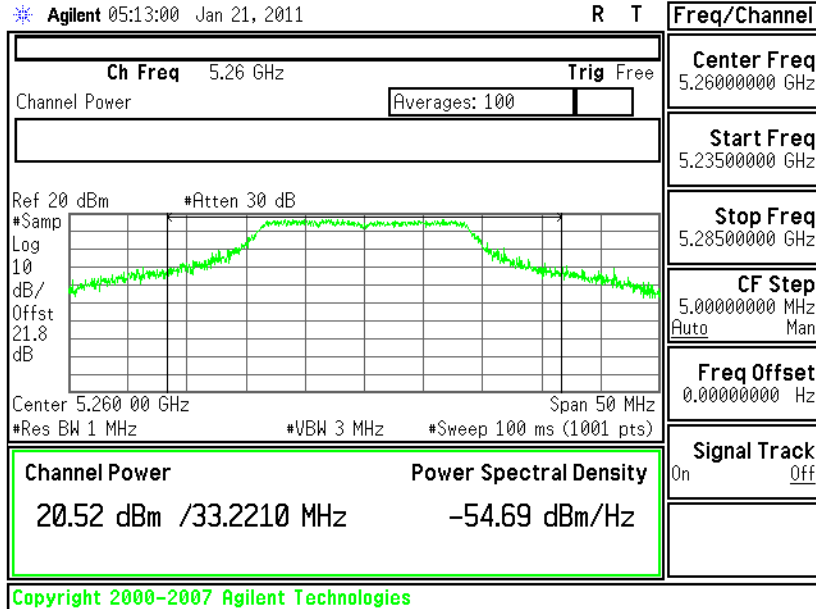 Agilent 05:13:00 Jan 21, 2011 R T
Freq/Channel
Ch Freq 5.26 GHz Trig Free
Channel Power Averages: 100
Ref 20 dBm #Atten 30 dB
#Samp
Log
10
dB/
Offst
21.8
dB
Center 5.260 00 GHz Span 50 MHz
#Res BW 1 MHz #VBW 3 MHz #Sweep 100 ms (1001 pts)
Channel Power Power Spectral Density
20.52 dBm /33.2210 MHz -54.69 dBm/Hz
Center Freq
5.26000000 GHz
Start Freq
5.23500000 GHz
Stop Freq
5.28500000 GHz
CF Step
5.00000000 MHz
Auto Man
Freq Offset
0.00000000 Hz
Signal Track
On Off
Copyright 2000-2007 Agilent Technologies